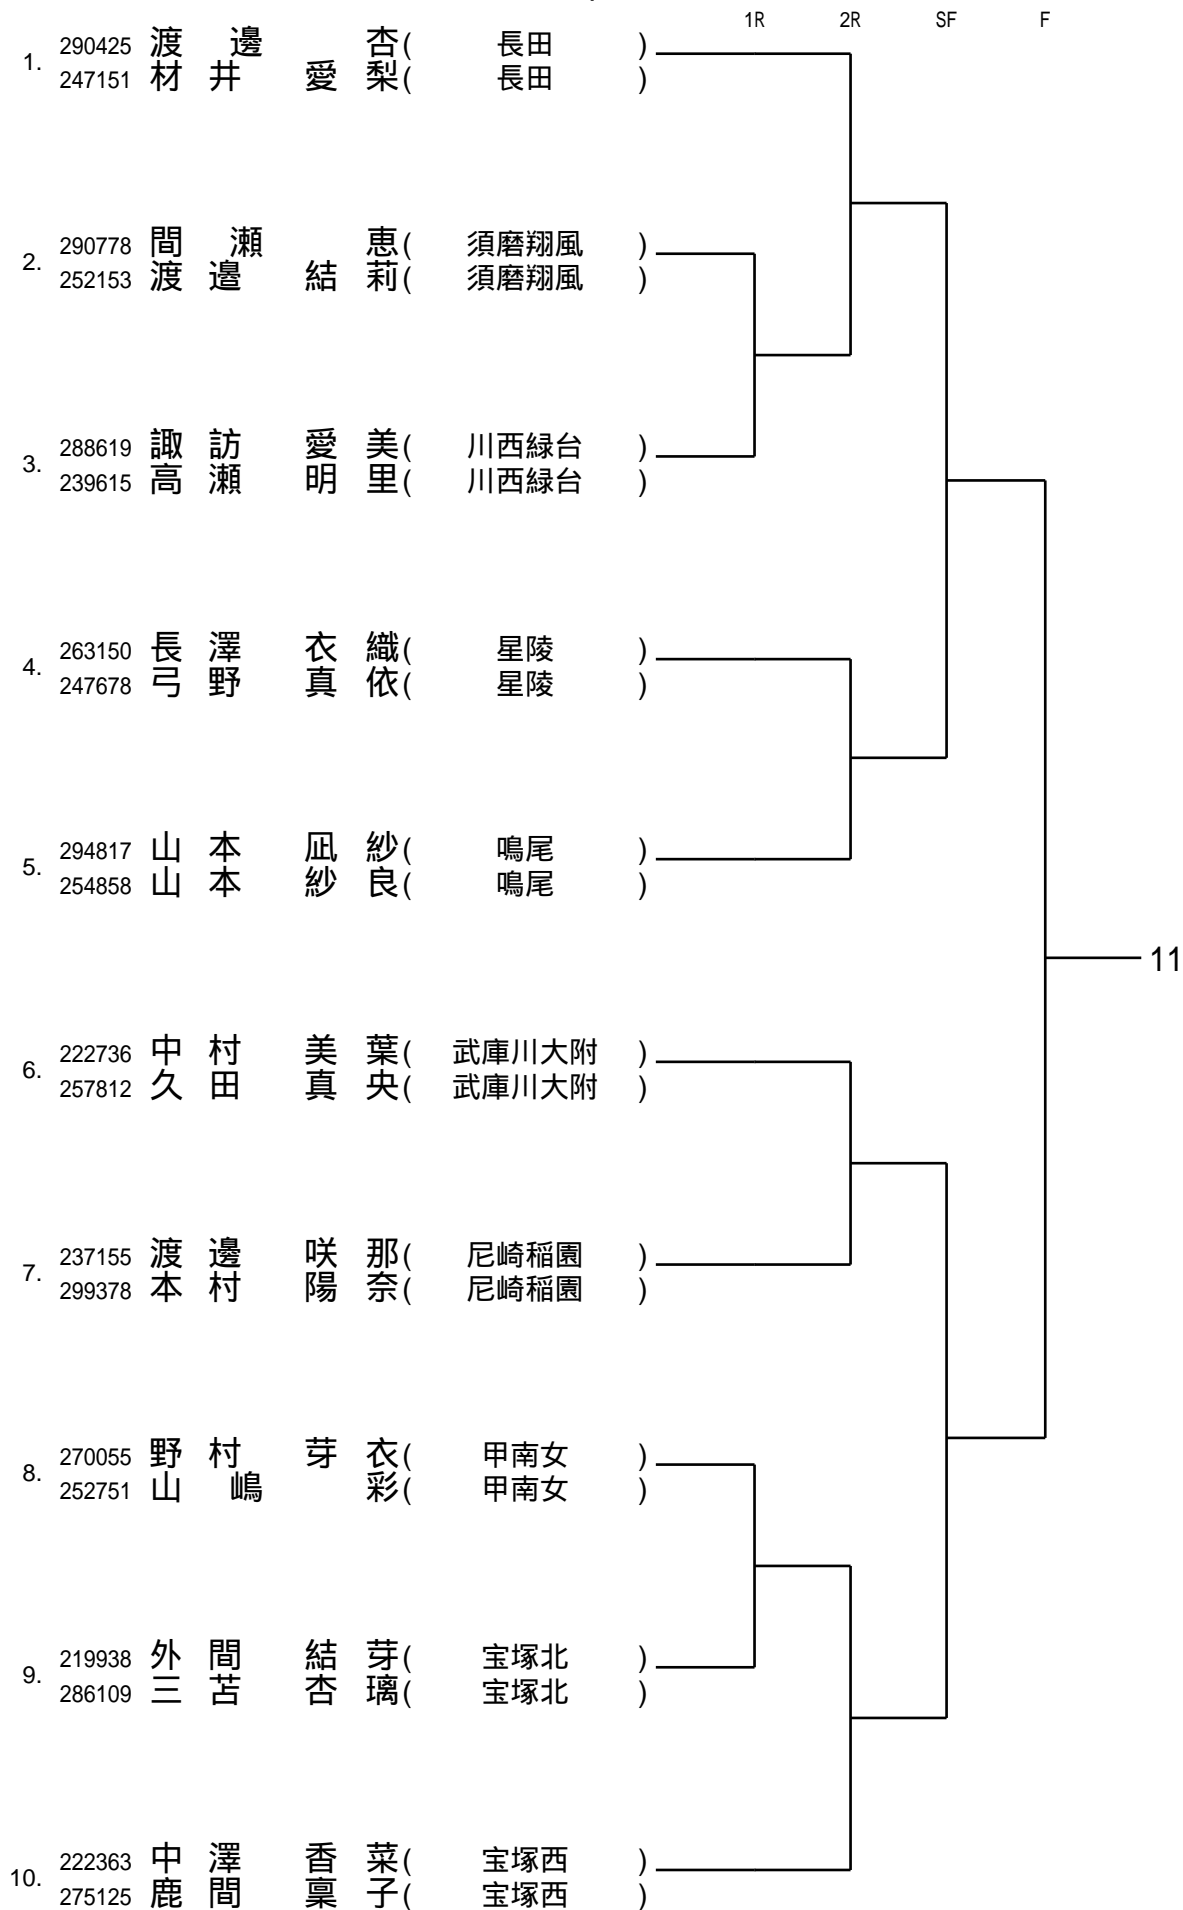 1R 2R SF F
1. 290425 渡邊 杏( 長田 )
247151 材井 愛梨( 長田 )
2. 290778 間瀬 恵( 須磨翔風 )
252153 渡邉 結莉( 須磨翔風 )
3. 288619 諏訪 愛美( 川西緑台 )
239615 高瀬 明里( 川西緑台 )
4. 263150 長澤 衣織( 星陵 )
247678 弓野 真依( 星陵 )
5. 294817 山本 凪紗( 鳴尾 )
254858 山本 紗良( 鳴尾 )
11
6. 222736 中村 美葉( 武庫川大附 )
257812 久田 真央( 武庫川大附 )
7. 237155 渡邊 咲那( 尼崎稲園 )
299378 本村 陽奈( 尼崎稲園 )
8. 270055 野村 芽衣( 甲南女 )
252751 山嶋 彩( 甲南女 )
9. 219938 外間 結芽( 宝塚北 )
286109 三苫 杏璃( 宝塚北 )
10. 222363 中澤 香菜( 宝塚西 )
275125 鹿間 稟子( 宝塚西 )